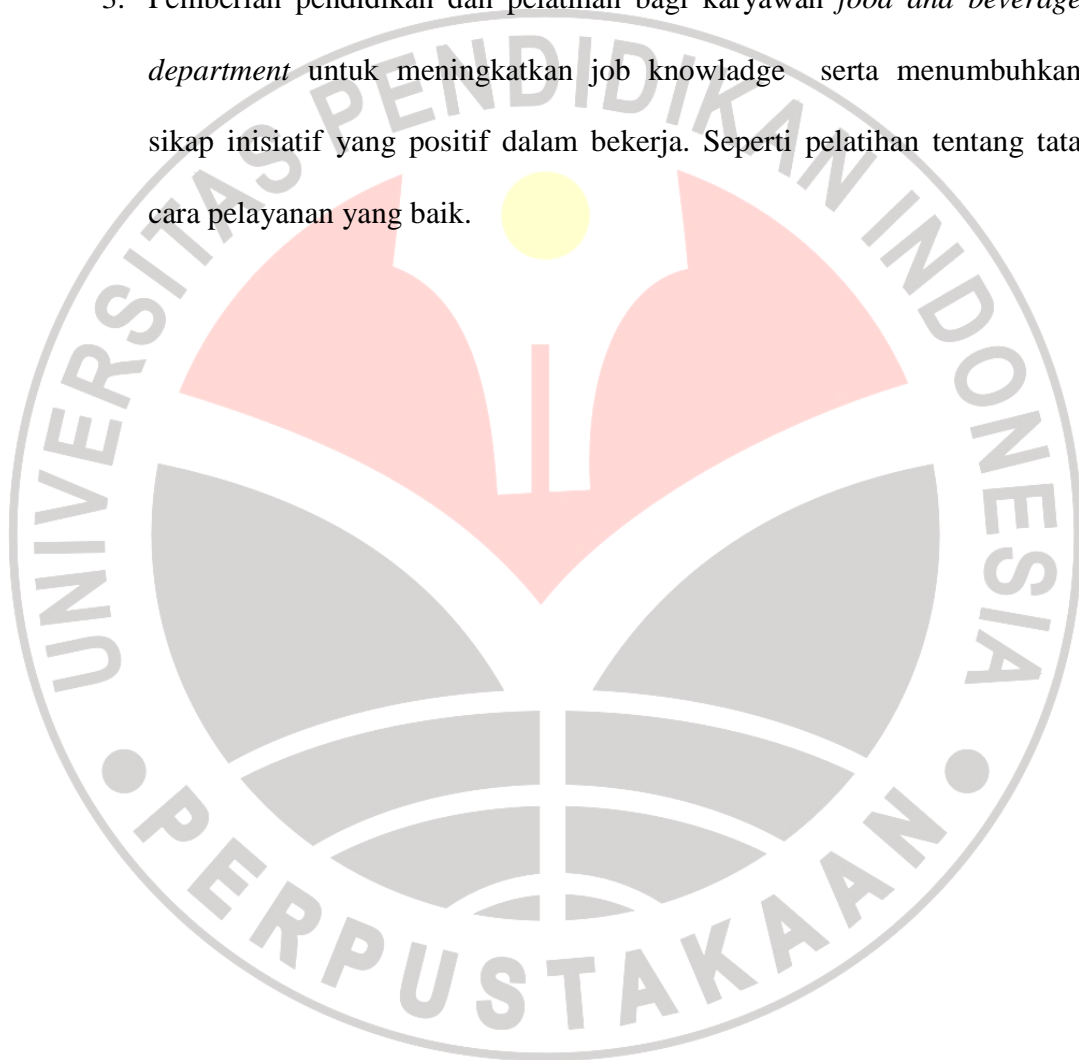 3. Pemberian pendidikan dan pelatihan bagi karyawan food and beverage
department untuk meningkatkan job knowladge serta menumbuhkan
sikap inisiatif yang positif dalam bekerja. Seperti pelatihan tentang tata
cara pelayanan yang baik.
UNIVERSITAS PENDIDIKAN INDONESIA
PERPUSTAKAAN